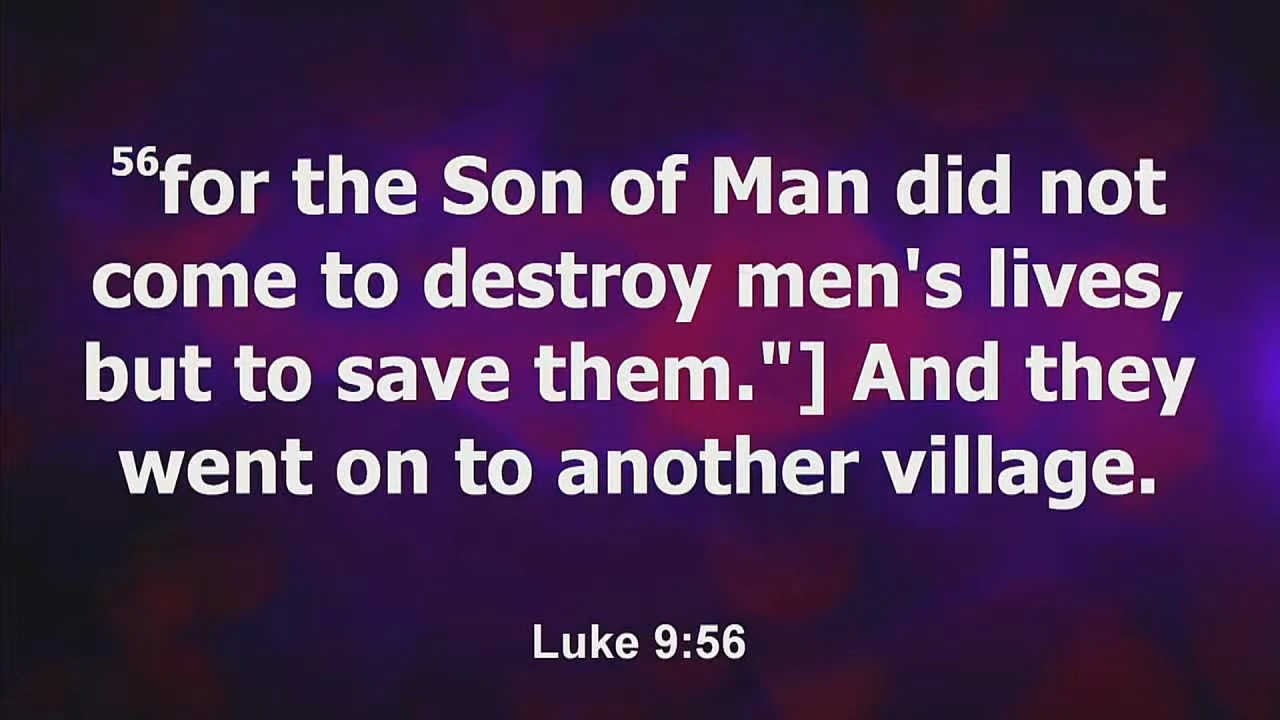 56for the Son of Man did not
come to destroy men's lives,
but to save them."] And they
went on to another village.
Luke 9:56